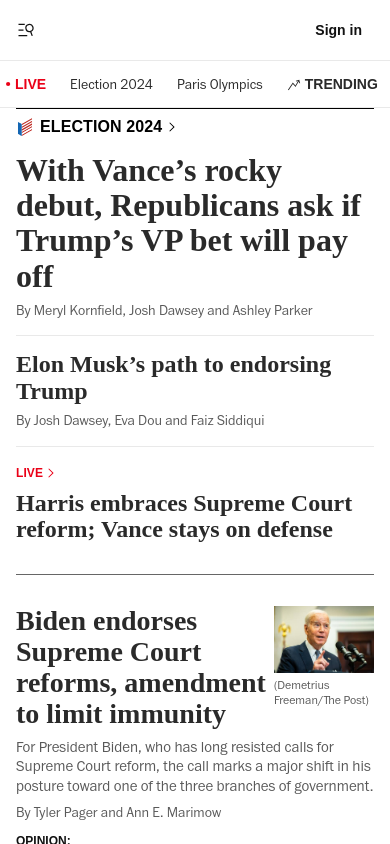 Sign in
• LIVE Election 2024 Paris Olympics TRENDING
ELECTION 2024 >
With Vance’s rocky
debut, Republicans ask if
Trump’s VP bet will pay
off
By Meryl Kornfield, Josh Dawsey and Ashley Parker
Elon Musk’s path to endorsing
Trump
By Josh Dawsey, Eva Dou and Faiz Siddiqui
LIVE >
Harris embraces Supreme Court
reform; Vance stays on defense
Biden endorses
Supreme Court
reforms, amendment
to limit immunity
(Demetrius
Freeman/The Post)
For President Biden, who has long resisted calls for
Supreme Court reform, the call marks a major shift in his
posture toward one of the three branches of government.
By Tyler Pager and Ann E. Marimow
OPINION: